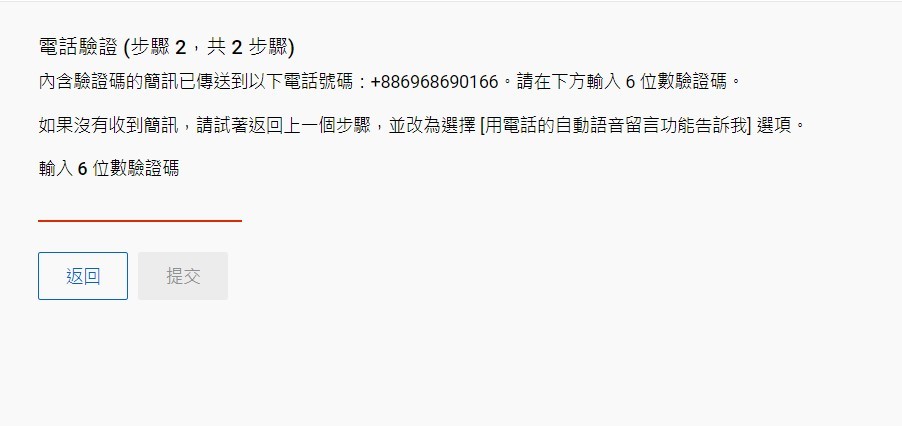 電話驗證 (步驟 2，共 2 步驟)
內含驗證碼的簡訊已傳送到以下電話號碼：+886968690166。請在下方輸入 6 位數驗證碼。
如果沒有收到簡訊，請試著返回上一個步驟，並改為選擇 [用電話的自動語音留言功能告訴我] 選項。
輸入 6 位數驗證碼
返回 提交